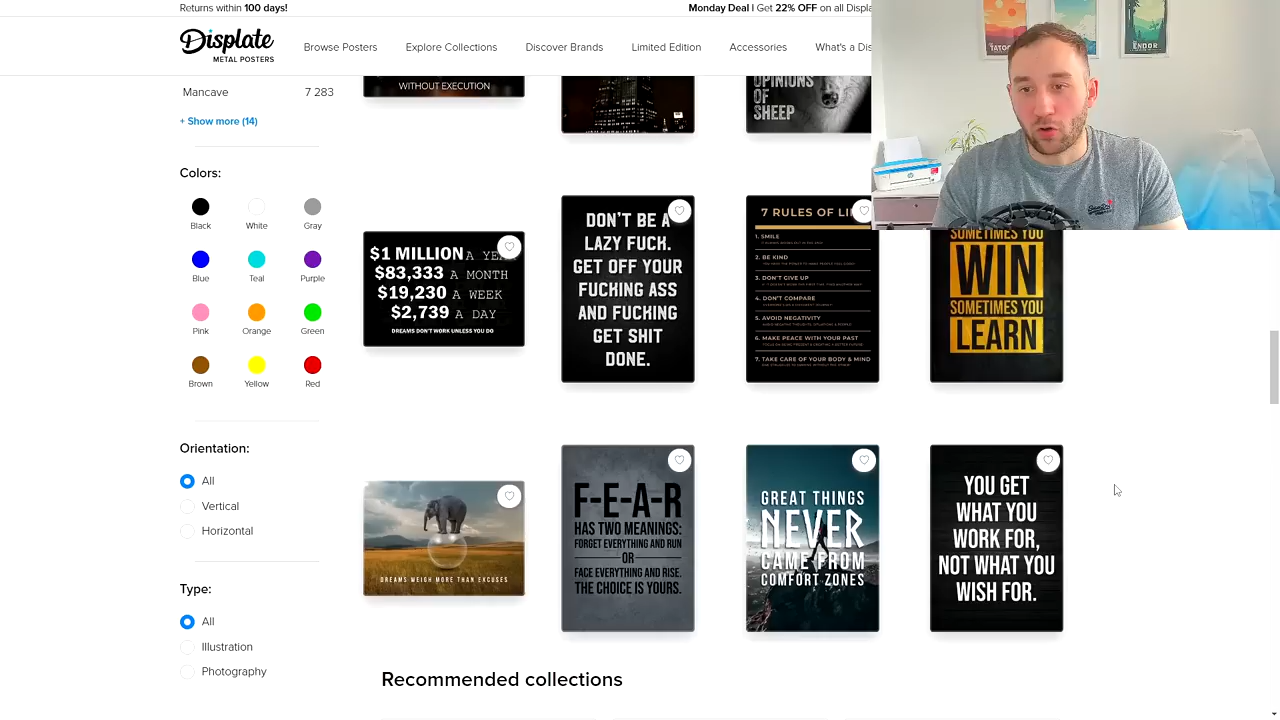 Returns within 100 days!
Monday Deal | Get 22% OFF on all Displa
Displate
METAL POSTERS
Browse Posters
Explore Collections
Discover Brands
Limited Edition
Accessories
What's a Dis
Mancave 7 283
+ Show more (14)
Colors:
Black White Gray
Blue Teal Purple
Pink Orange Green
Brown Yellow Red
Orientation:
All
Vertical
Horizontal
Type:
All
Illustration
Photography
WITHOUT EXECUTION
OPINIONS
OF
SHEEP
ENDOR
$1 MILLION A YE
$83,333 A MONTH
$19,230 A WEEK
$2,739 A DAY
DREAMS DON'T WORK UNLESS YOU DO
DON'T BE A
LAZY FUCK.
GET OFF YOUR
FUCKING ASS
AND FUCKING
GET SHIT
DONE.
7 RULES OF LI
1. SMILE
2. BE KIND
3. DON'T GIVE UP
4. DON'T COMPARE
5. AVOID NEGATIVITY
6. MAKE PEACE WITH YOUR PAST
7. TAKE CARE OF YOUR BODY & MIND
SOMETIMES YOU
WIN
SOMETIMES YOU
LEARN
DREAMS WEIGH MORE THAN EXCUSES
F-E-A-R
HAS TWO MEANINGS:
FORGET EVERYTHING AND RUN
OR
FACE EVERYTHING AND RISE.
THE CHOICE IS YOURS.
GREAT THINGS
NEVER
CAME FROM
COMFORT ZONES
YOU GET
WHAT YOU
WORK FOR,
NOT WHAT YOU
WISH FOR.
Recommended collections